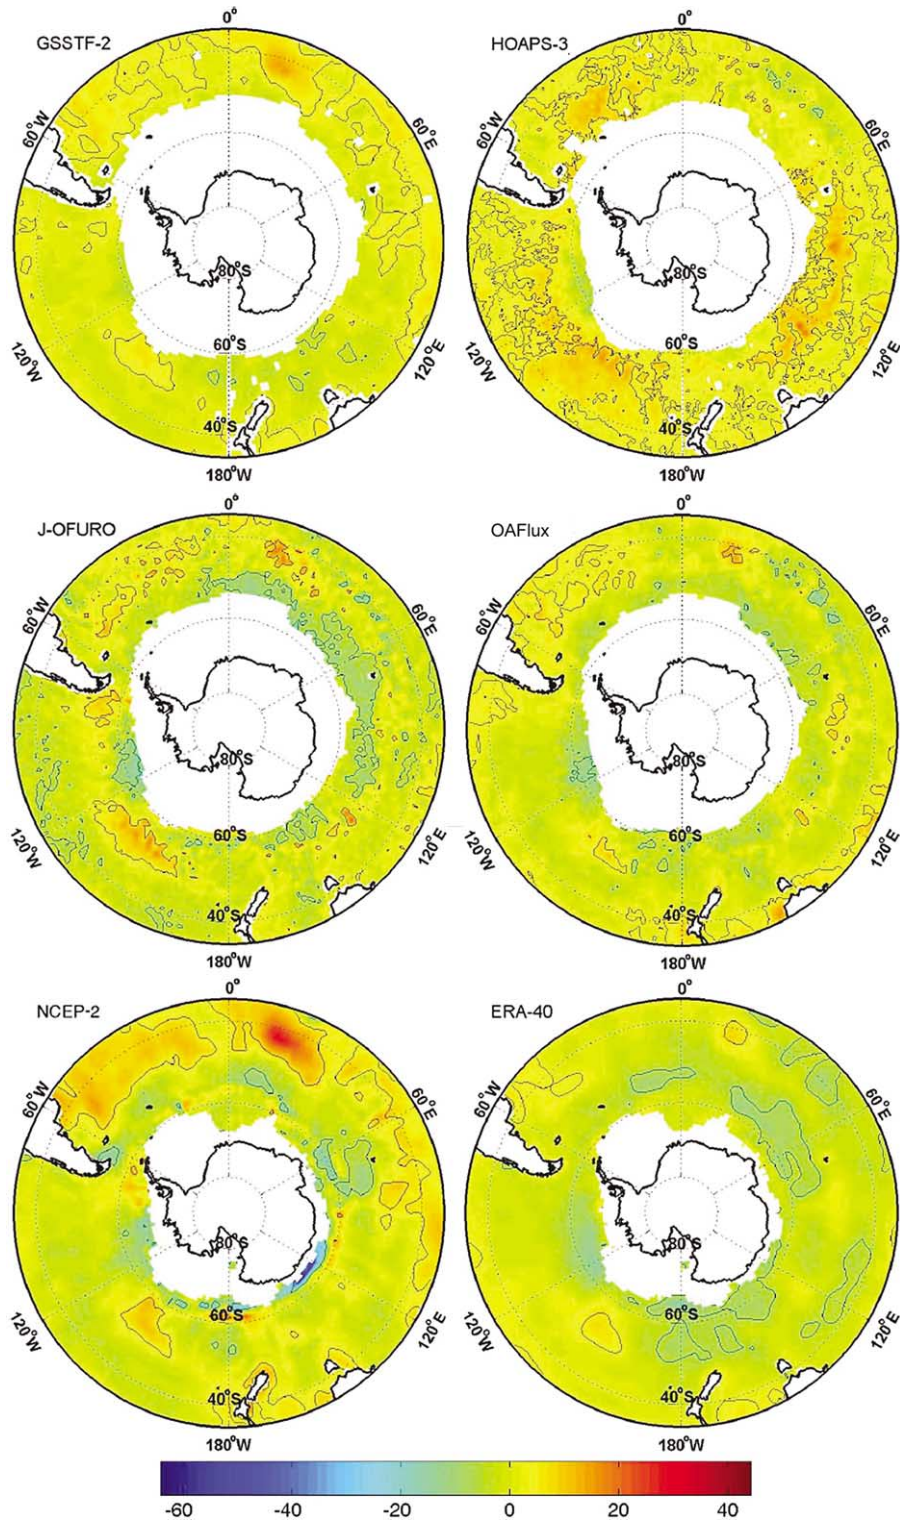 0° 0°
GSSTF-2 HOAPS-3
60°W 60°E 60°W 60°E
80°S 80°S
120°W 60°S 120°E 120°W 60°S 120°E
40°S 40°S
180°W 180°W
0° 0°
J-OFURO OAFlux
60°W 60°E 60°W 60°E
80°S 80°S
120°W 60°S 120°E 120°W 60°S 120°E
40°S 40°S
180°W 180°W
0° 0°
NCEP-2 ERA-40
60°W 60°E 60°W 60°E
80°S 80°S
120°W 60°S 120°E 120°W 60°S 120°E
40°S 40°S
180°W 180°W
-60 -40 -20 0 20 40